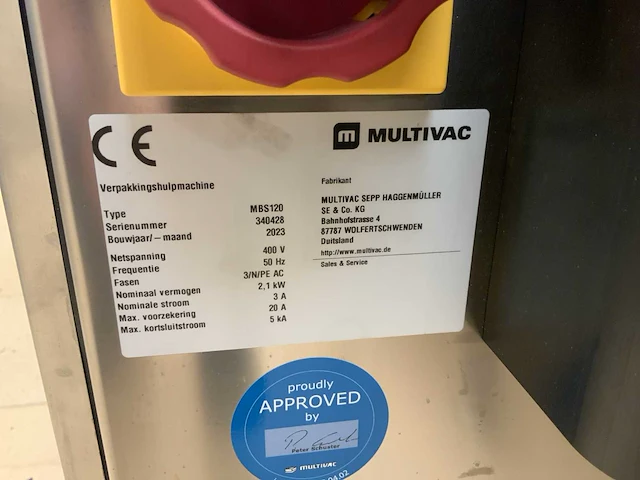 CE
MULTIVAC
Verpakkingshulpmachine
Type MBS120
Serienummer 340428
Bouwjaar/-maand 2023
Netspanning 400 V
Frequentie 50 Hz
Fasen 3/N/PE AC
Nominaal vermogen 2,1 kW
Nominale stroom 3 A
Max. voorzekering 20 A
Max. kortsluitstroom 5 kA
Fabrikant
MULTIVAC SEPP HAGGENMÜLLER
SE & Co. KG
Bahnhofstrasse 4
87787 WOLFERTSCHWENDEN
Duitsland
http://www.multivac.de
Sales & Service
proudly
APPROVED
by
Peter Schuster
MULTIVAC